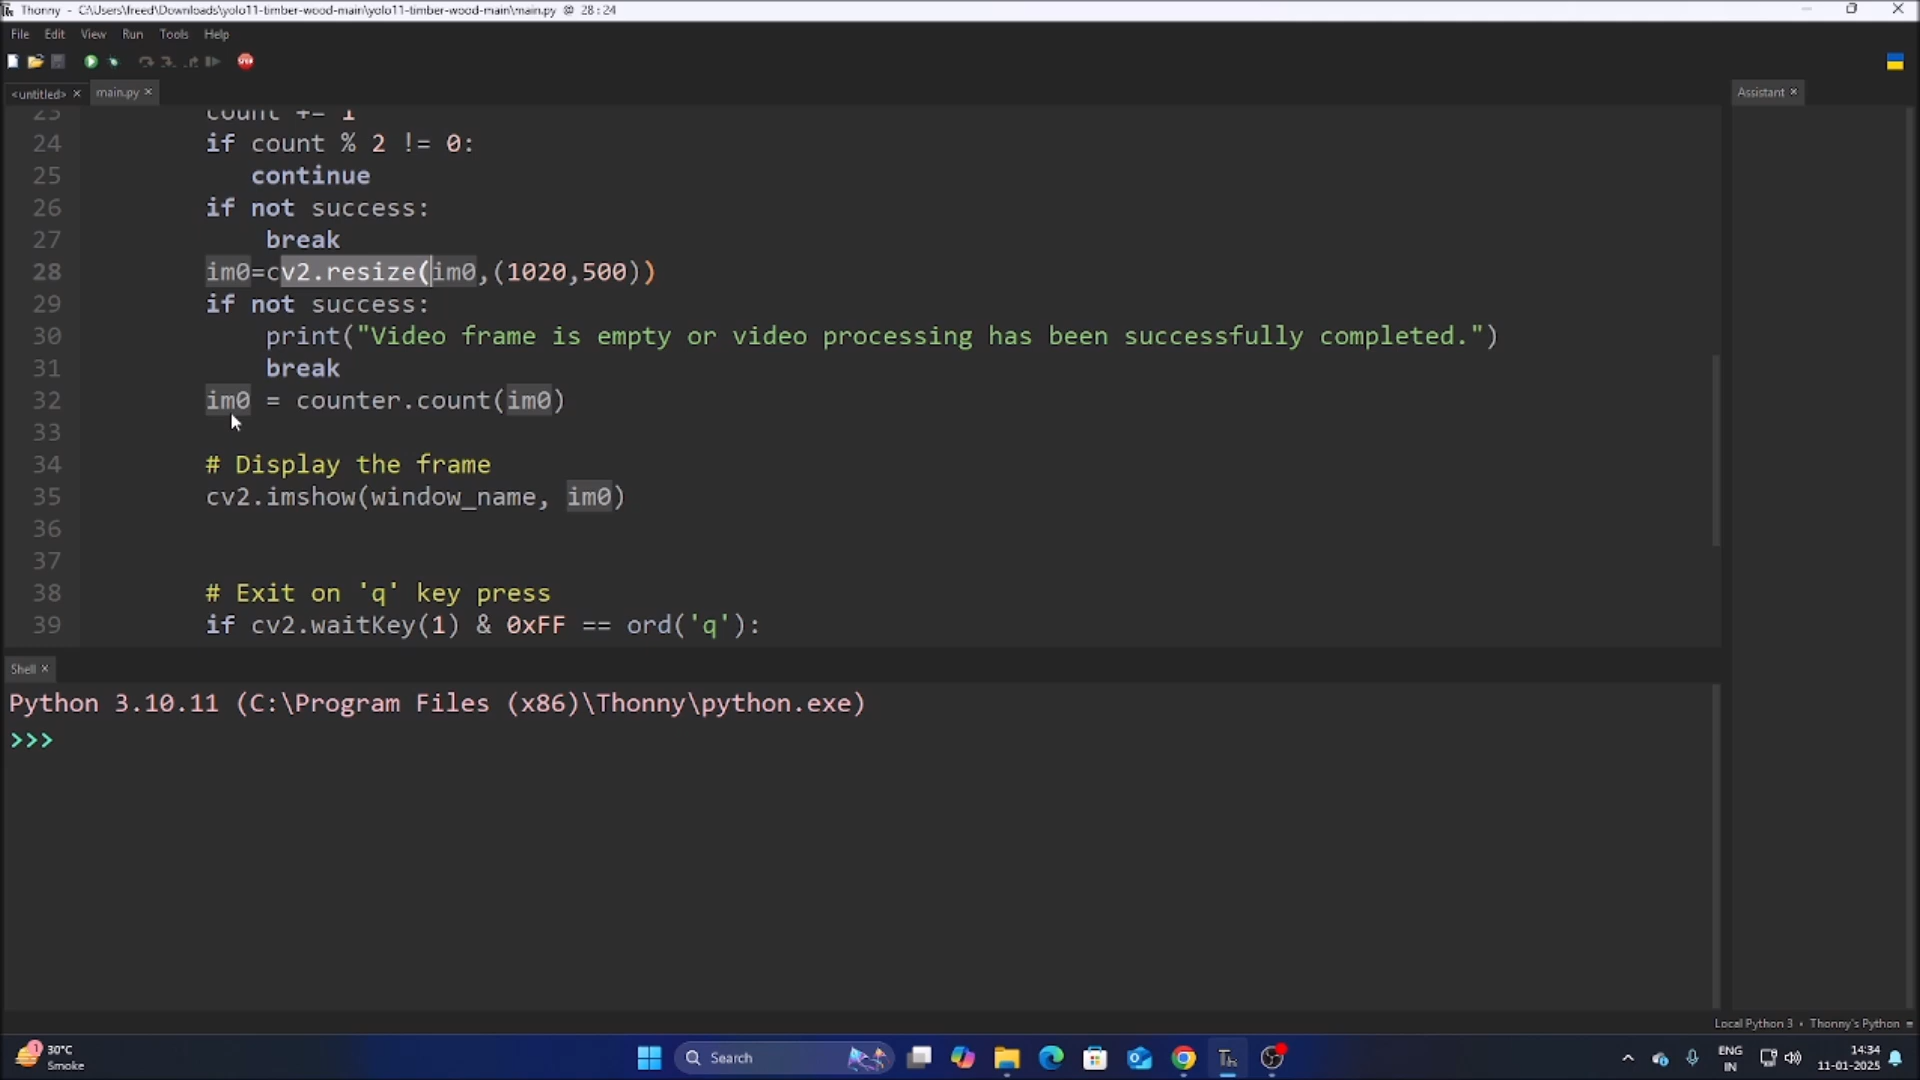 Thonny - C:\Users\freed\Downloads\yolo11-timber-wood-main\yolo11-timber-wood-main\main.py @ 28:24
File Edit View Run Tools Help
<untitled> × main.py ×
Assistant ×
23 count += 1
24 if count % 2 != 0:
25 continue
26 if not success:
27 break
28 im0=cv2.resize(im0,(1020,500))
29 if not success:
30 print("Video frame is empty or video processing has been successfully completed.")
31 break
32 im0 = counter.count(im0)
33
34 # Display the frame
35 cv2.imshow(window_name, im0)
36
37
38 # Exit on 'q' key press
39 if cv2.waitKey(1) & 0xFF == ord('q'):
Shell ×
Python 3.10.11 (C:\Program Files (x86)\Thonny\python.exe)
>>>
Local Python 3 • Thonny's Python ≡
1
30°C
Smoke
Search
Th
ENG
IN
14:34
11-01-2025